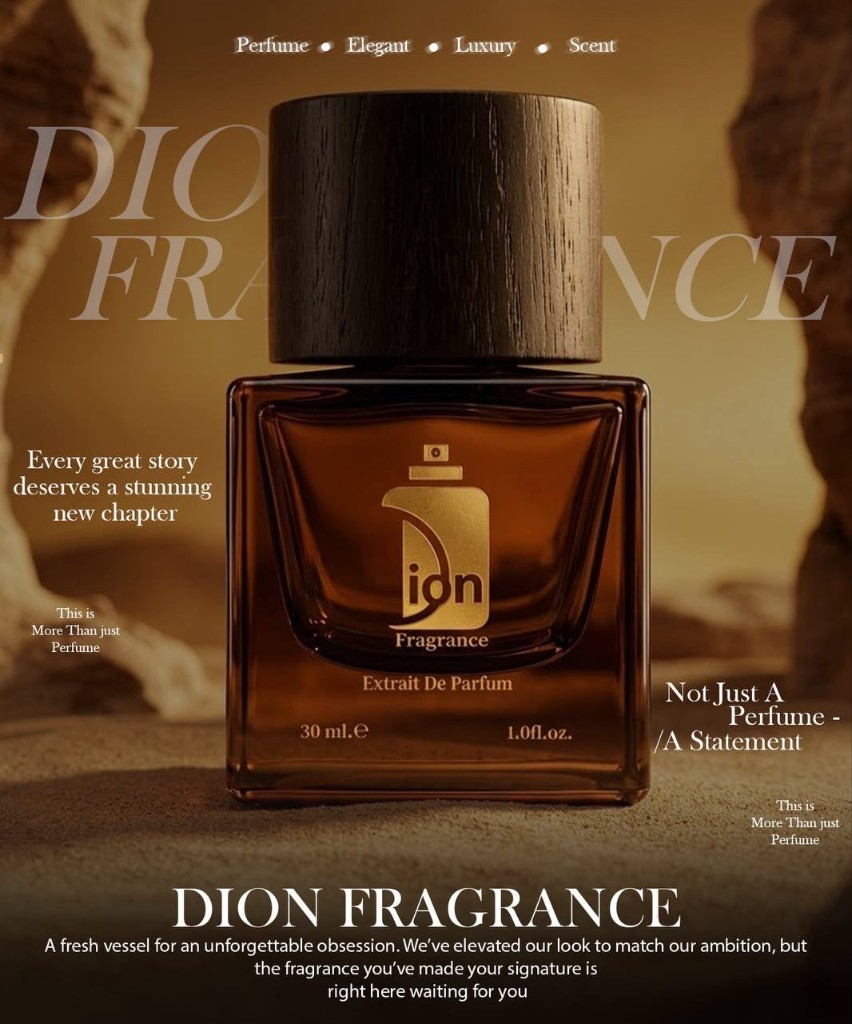 Perfume • Elegant • Luxury • Scent
DIO
FRA NCE
Every great story
deserves a stunning
new chapter
This is
More Than just
Perfume
Dion
Fragrance
Extrait De Parfum
30 ml.e 1.0fl.oz.
Not Just A
Perfume -
/A Statement
This is
More Than just
Perfume
DION FRAGRANCE
A fresh vessel for an unforgettable obsession. We’ve elevated our look to match our ambition, but
the fragrance you’ve made your signature is
right here waiting for you